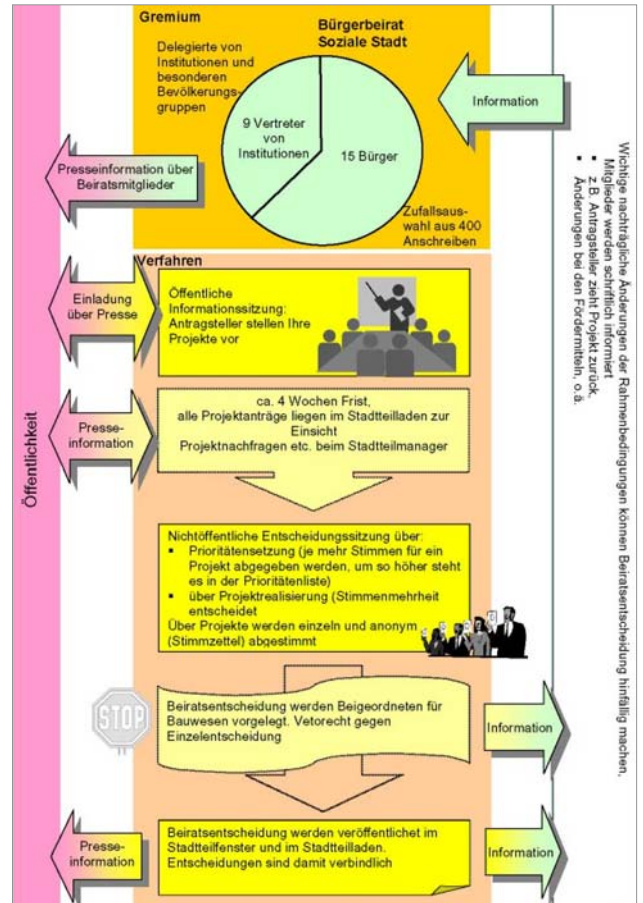 Gremium
Bürgerbeirat
Soziale Stadt
Delegierte von
Institutionen und
besonderen
Bevölkerungs-
gruppen
9 Vertreter
von
Institutionen
15 Bürger
Zufallsaus-
wahl aus 400
Anschreiben
Information
Presseinformation über
Beiratsmitglieder
Verfahren
Einladung
über Presse
Öffentliche
Informationssitzung:
Antragsteller stellen Ihre
Projekte vor
Presse-
information
ca. 4 Wochen Frist,
alle Projektanträge liegen im Stadtteilladen zur
Einsicht
Projektnachfragen etc. beim Stadtteilmanager
Öffentlichkeit
Nichtöffentliche Entscheidungssitzung über:
▪ Prioritätensetzung (je mehr Stimmen für ein
Projekt abgegeben werden, um so höher steht
es in der Prioritätenliste)
▪ über Projektrealisierung (Stimmenmehrheit
entscheidet
Über Projekte werden einzeln und anonym
(Stimmzettel) abgestimmt
STOP
Beiratsentscheidung werden Beigeordneten für
Bauwesen vorgelegt. Vetorecht gegen
Einzelentscheidung
Information
Presse-
information
Beiratsentscheidung werden veröffentlichet im
Stadtteilfenster und im Stadtteilladen.
Entscheidungen sind damit verbindlich
Information
Wichtige nachträgliche Änderungen der Rahmenbedingungen können Beiratsentscheidung hinfällig machen,
Mitglieder werden schriftlich informiert
▪ z.B. Antragsteller zieht Projekt zurück,
▪ Änderungen bei den Fördermitteln, o.ä.